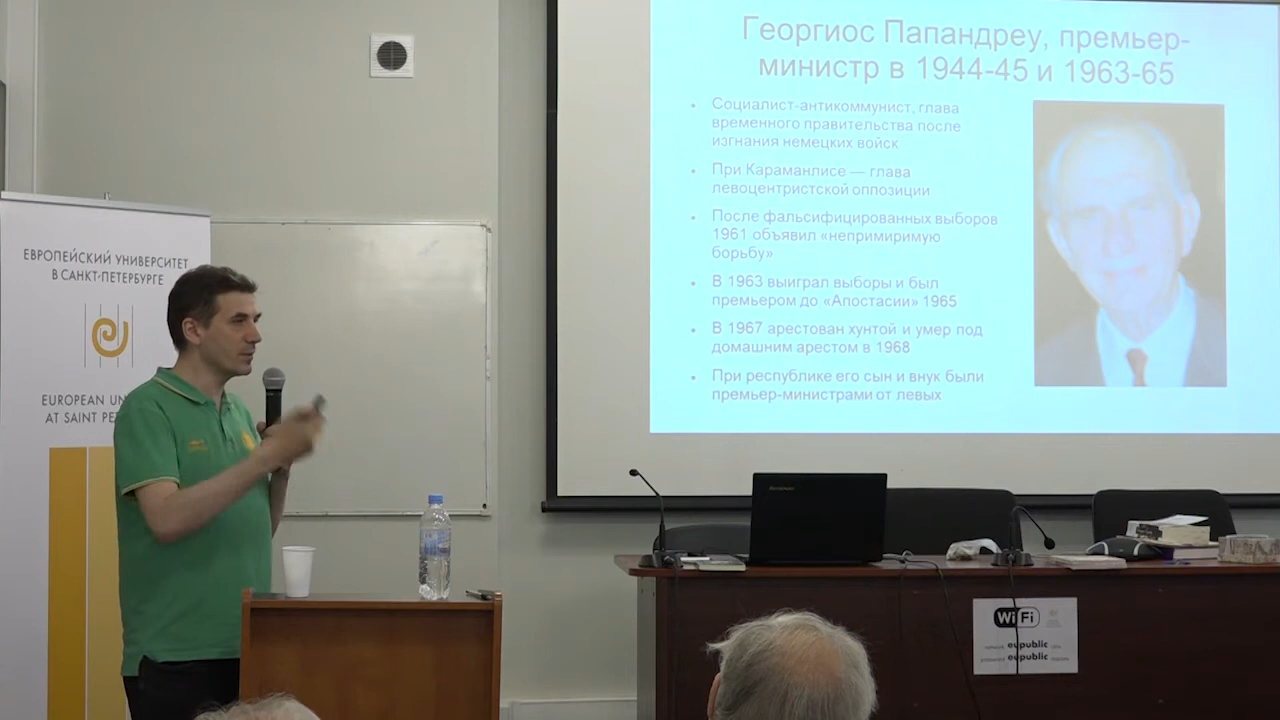 Георгиос Папандреу, премьер-
министр в 1944-45 и 1963-65
Социалист-антикоммунист, глава
временного правительства после
изгнания немецких войск
При Караманлисе — глава
левоцентристской оппозиции
После фальсифицированных выборов
1961 объявил «непримиримую
борьбу»
В 1963 выиграл выборы и был
премьером до «Апостасии» 1965
В 1967 арестован хунтой и умер под
домашним арестом в 1968
При республике его сын и внук были
премьер-министрами от левых
ЕВРОПЕЙСКИЙ УНИВЕРСИТЕТ
В САНКТ-ПЕТЕРБУРГЕ
EUROPEAN UN
AT SAINT PE
Wi Fi
eupublic
eupublic